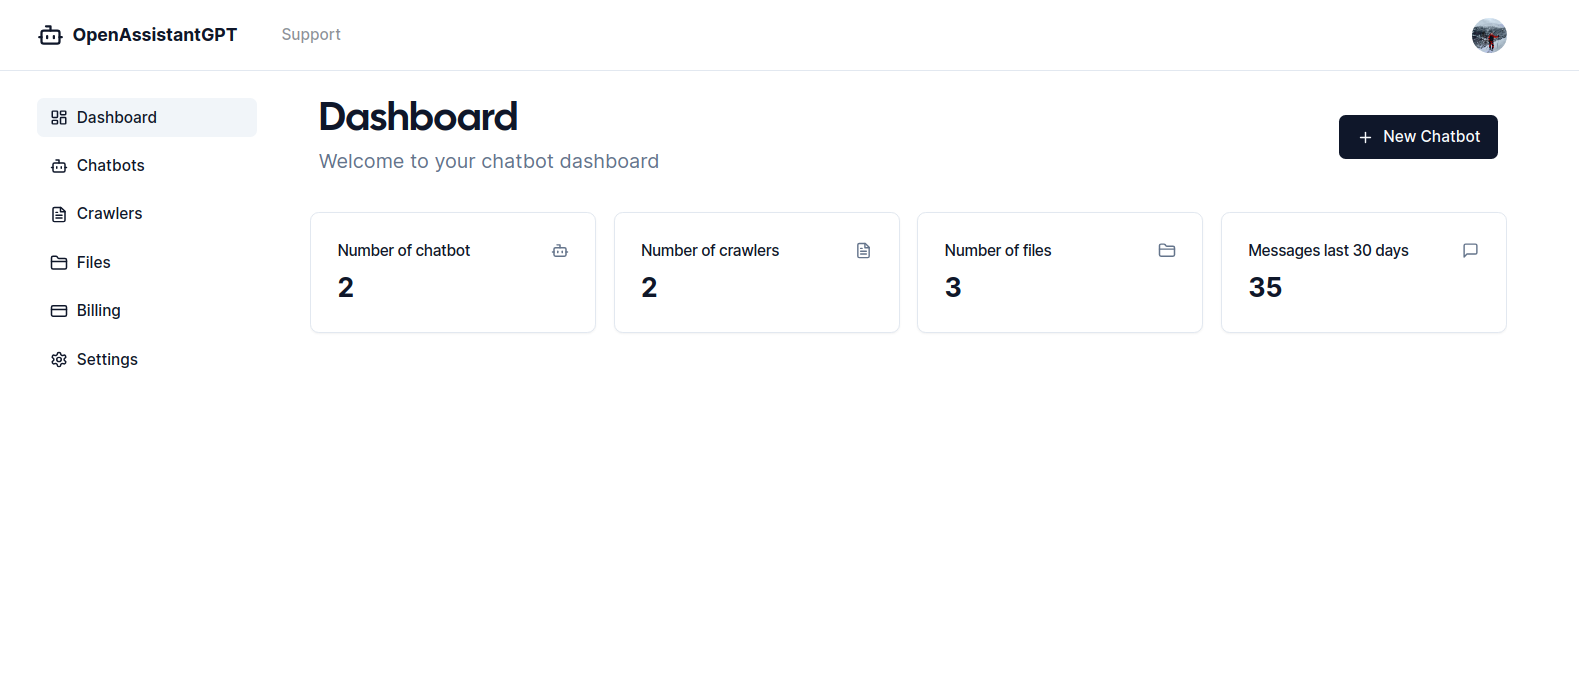 OpenAssistantGPT
Support
Dashboard
Chatbots
Crawlers
Files
Billing
Settings
Dashboard
Welcome to your chatbot dashboard
New Chatbot
Number of chatbot
2
Number of crawlers
2
Number of files
3
Messages last 30 days
35